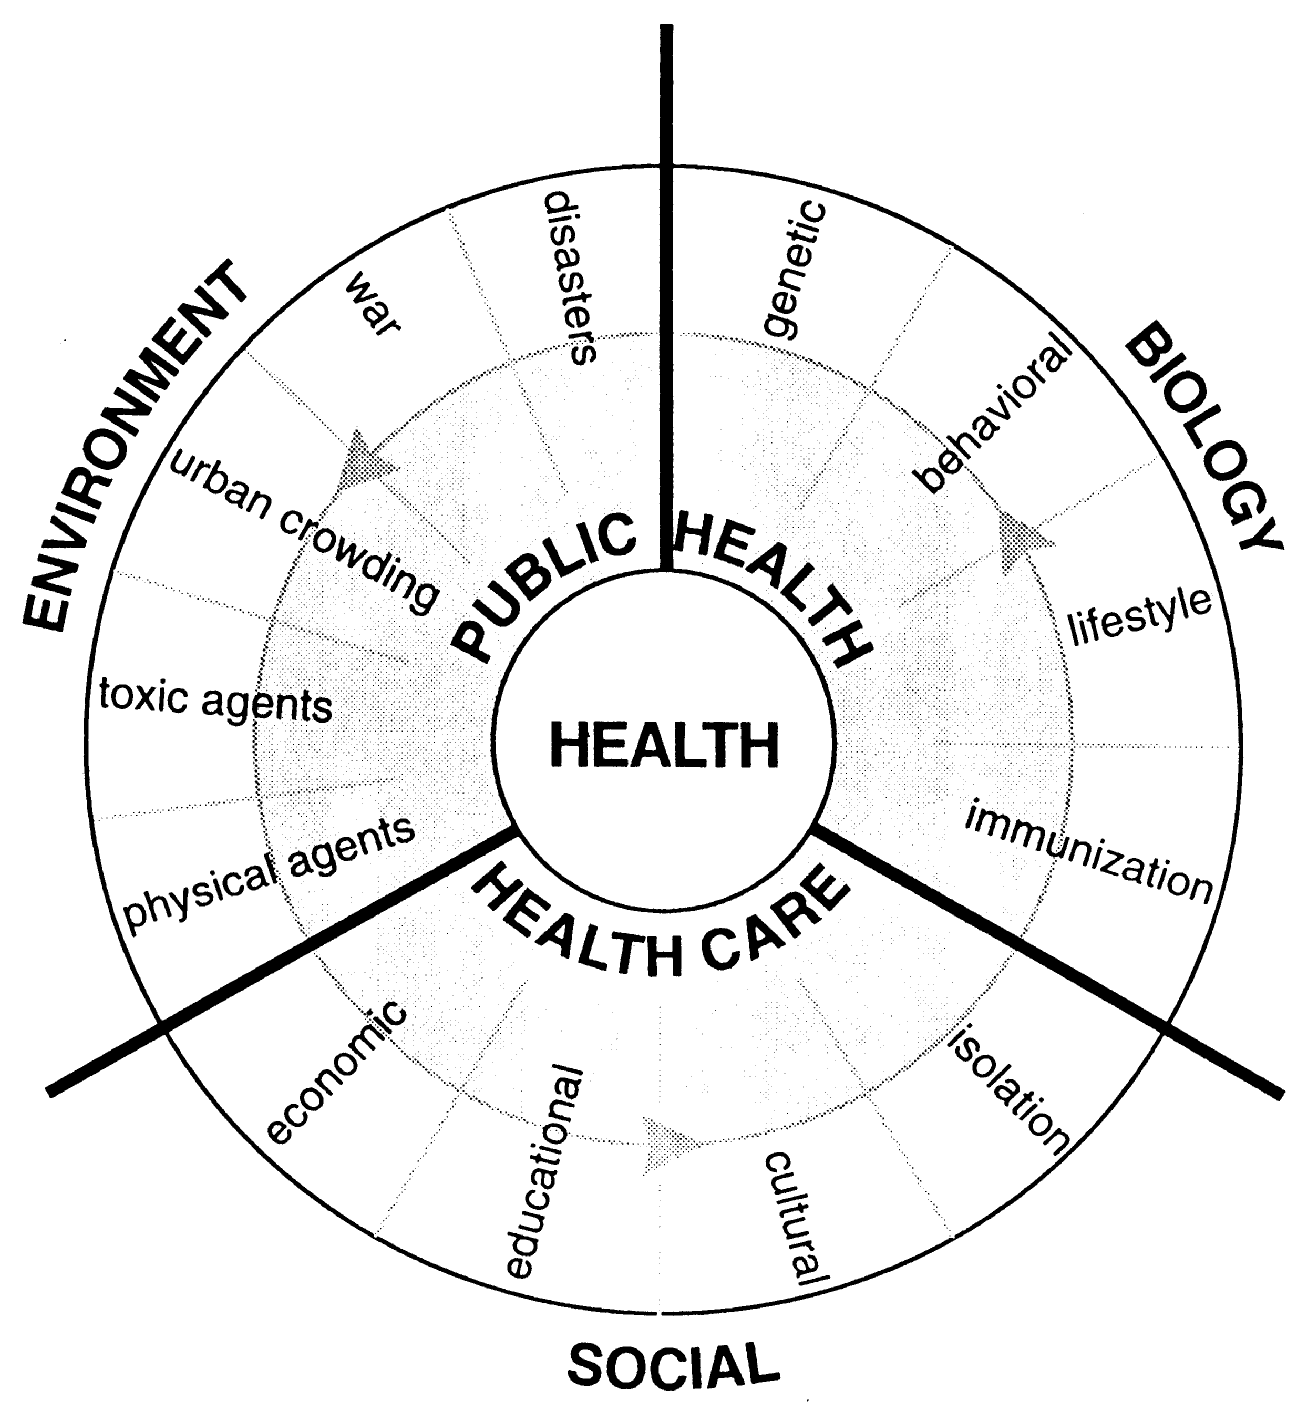 ENVIRONMENT
BIOLOGY
SOCIAL
disasters
war
urban crowding
toxic agents
physical agents
genetic
behavioral
lifestyle
immunization
isolation
cultural
educational
economic
PUBLIC HEALTH
HEALTH
HEALTH CARE